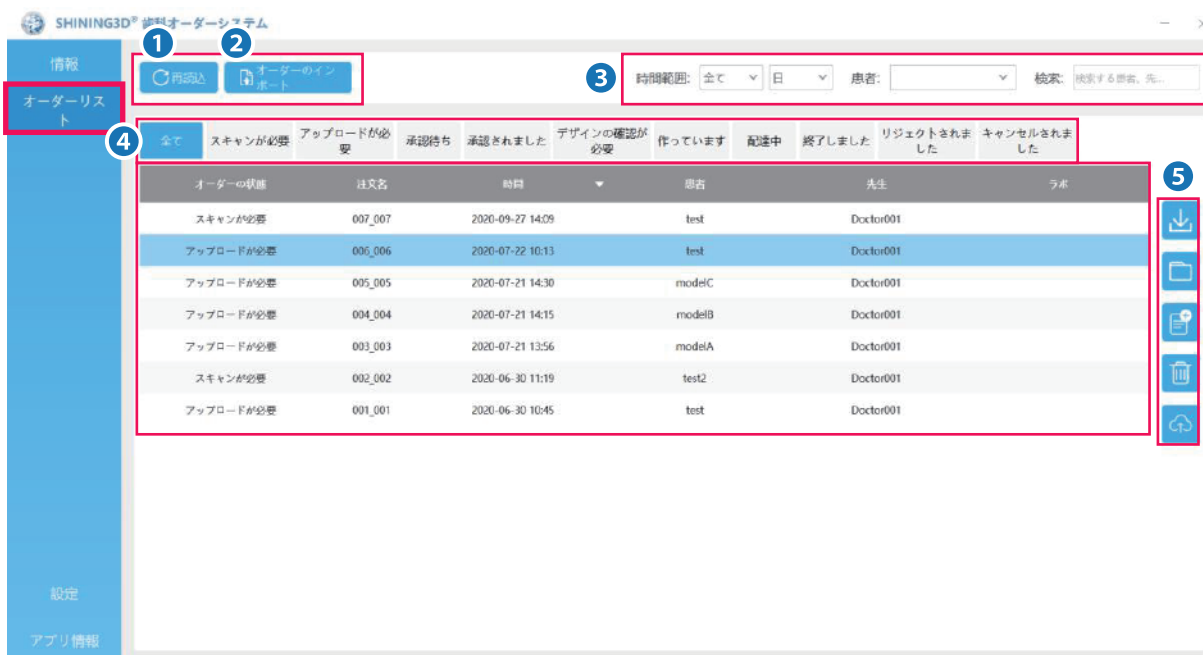 SHINING3D® 歯科オーダーシステム
1
2
情報
再読込
オーダーのイン
ポート
3
時間範囲: 全て 日 患者: 検索: 検索する患者、先...
オーダーリス
ト
4
全て
スキャンが必要
アップロードが必
要
承認待ち
承認されました
デザインの確認が
必要
作っています
配達中
終了しました
リジェクトされま
した
キャンセルされま
した
5
オーダーの状態 注文名 時間 患者 先生 ラボ
スキャンが必要 007_007 2020-09-27 14:09 test Doctor001
アップロードが必要 006_006 2020-07-22 10:13 test Doctor001
アップロードが必要 005_005 2020-07-21 14:30 modelC Doctor001
アップロードが必要 004_004 2020-07-21 14:15 modelB Doctor001
アップロードが必要 003_003 2020-07-21 13:56 modelA Doctor001
スキャンが必要 002_002 2020-06-30 11:19 test2 Doctor001
アップロードが必要 001_001 2020-06-30 10:45 test Doctor001
設定
アプリ情報